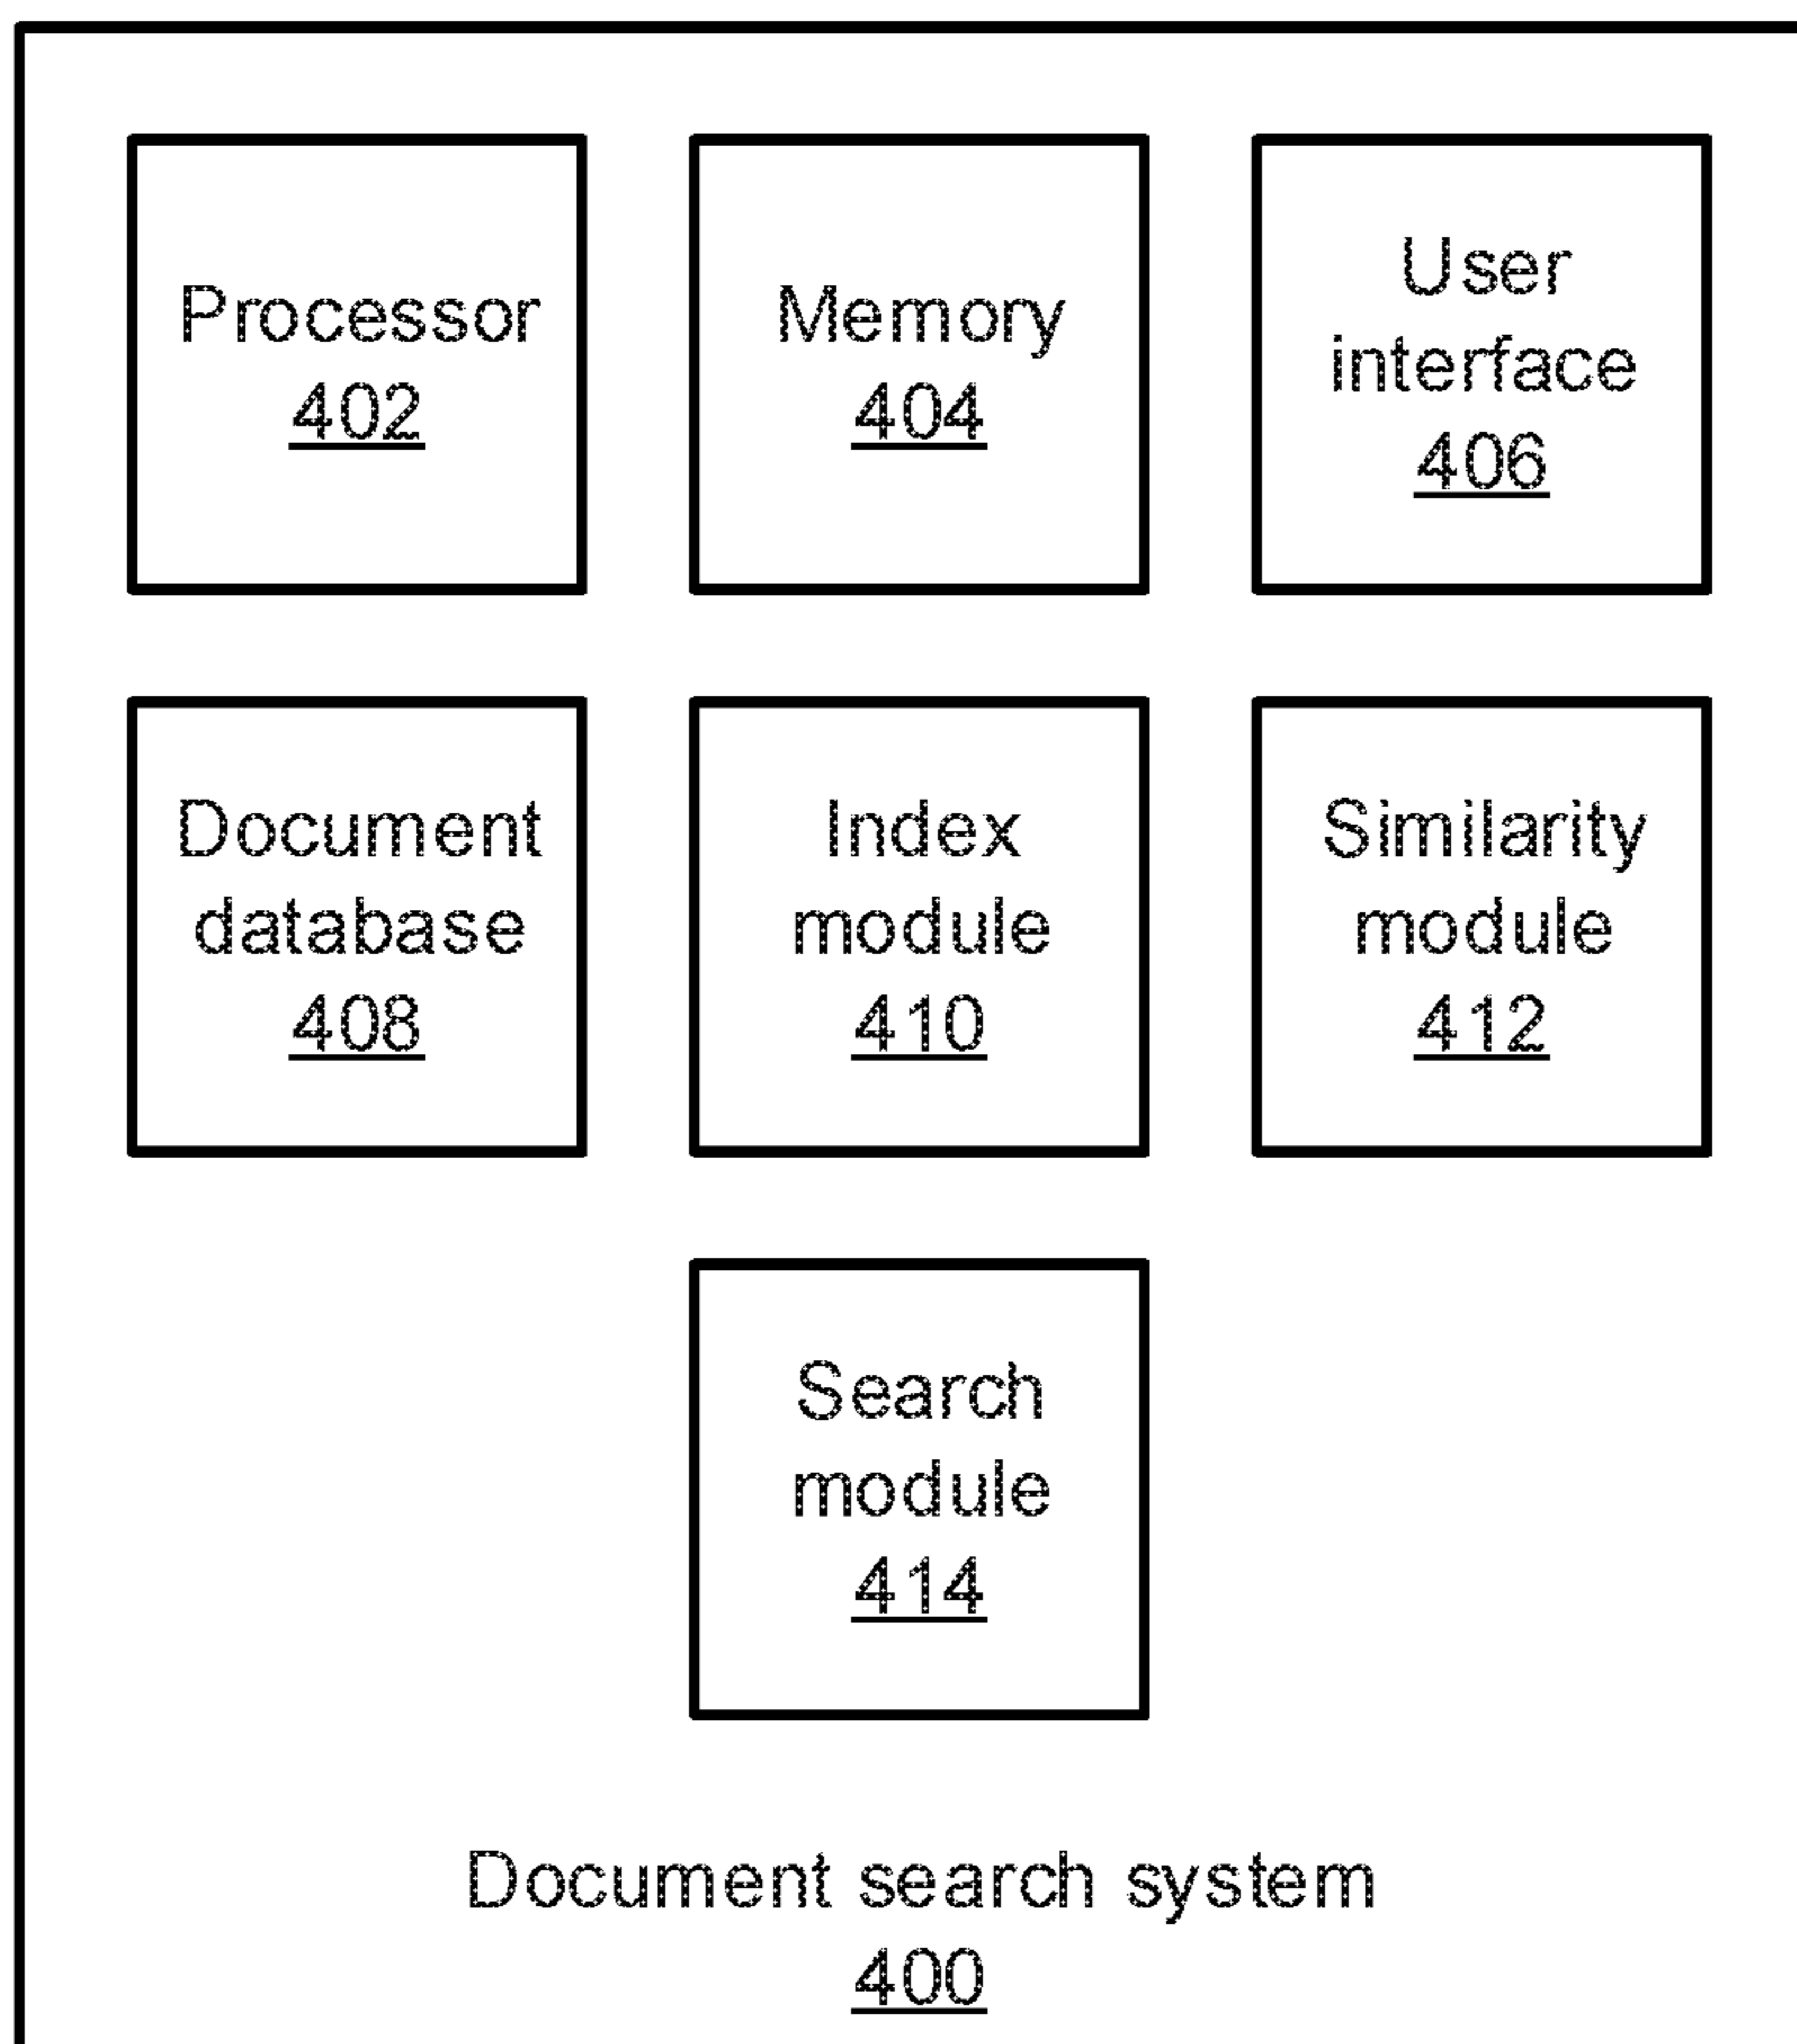 Processor
402
Memory
404
User
interface
406
Document
database
408
Index
module
410
Similarity
module
412
Search
module
414
Document search system
400